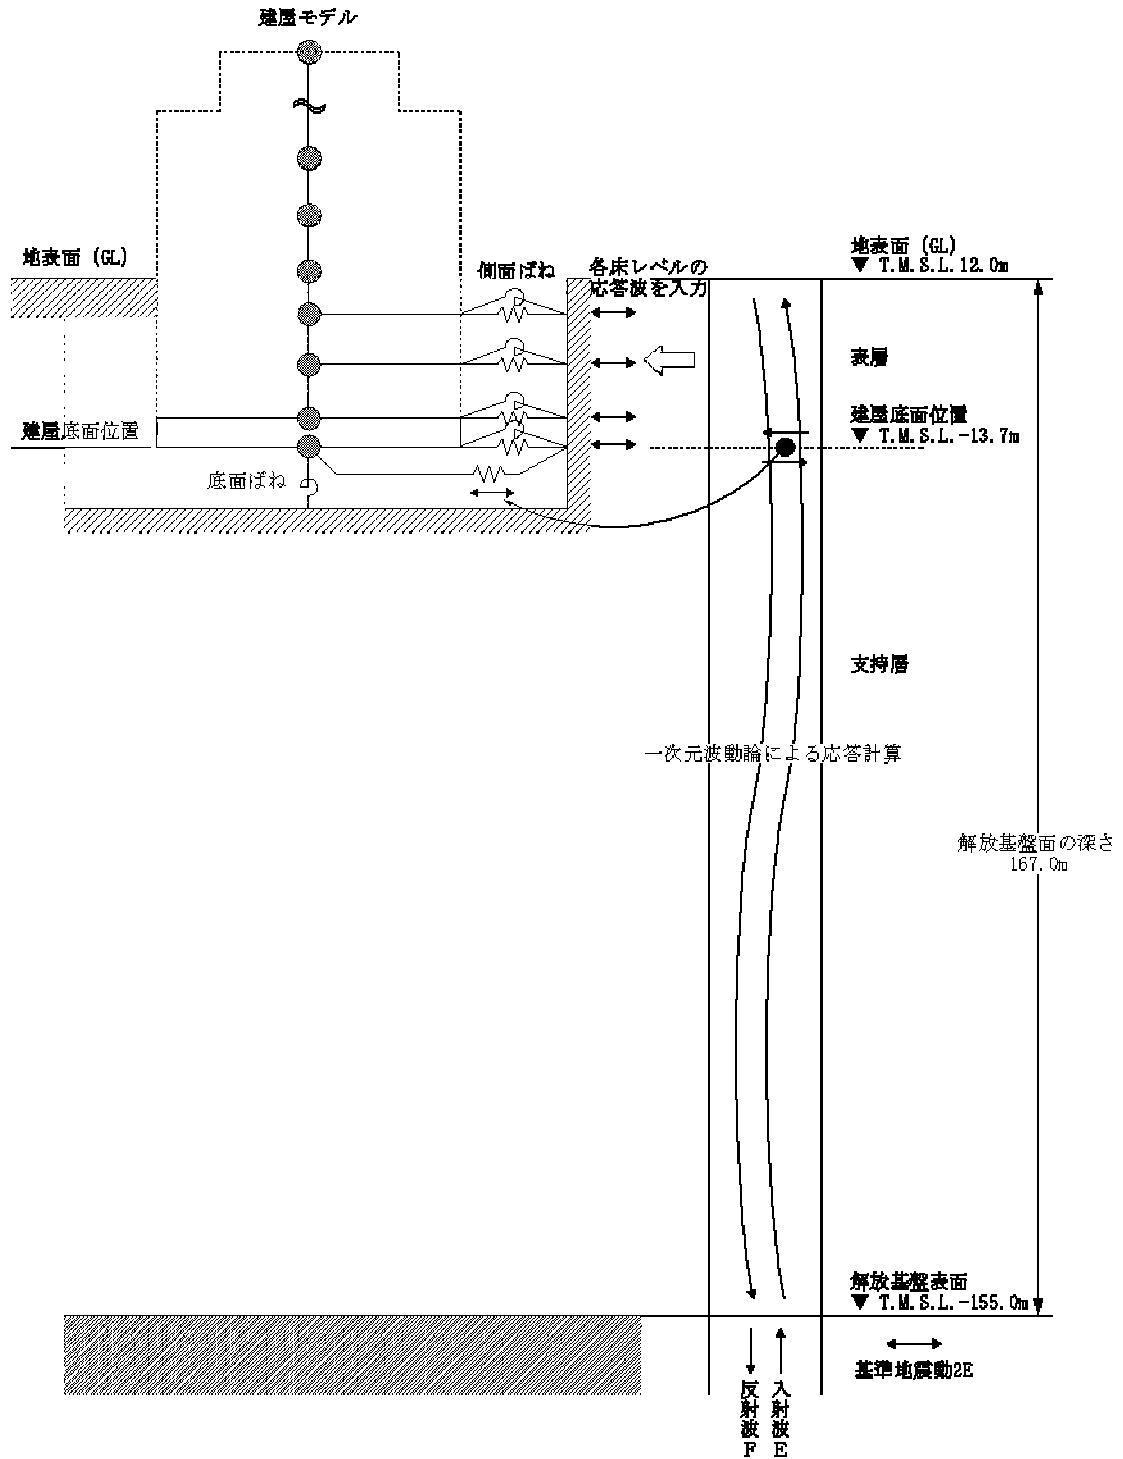 建屋モデル
地表面 (GL)
側面ばね
各床レベルの
応答波を入力
地表面 (GL)
▼ T.M.S.L.12.0m
表層
建屋底面位置
建屋底面位置
▼ T.M.S.L.-13.7m
底面ばね
支持層
一次元波動論による応答計算
解放基盤面の深さ
167.0m
解放基盤表面
▼ T.M.S.L.-155.0m
基準地震動2E
反射波F
入射波E